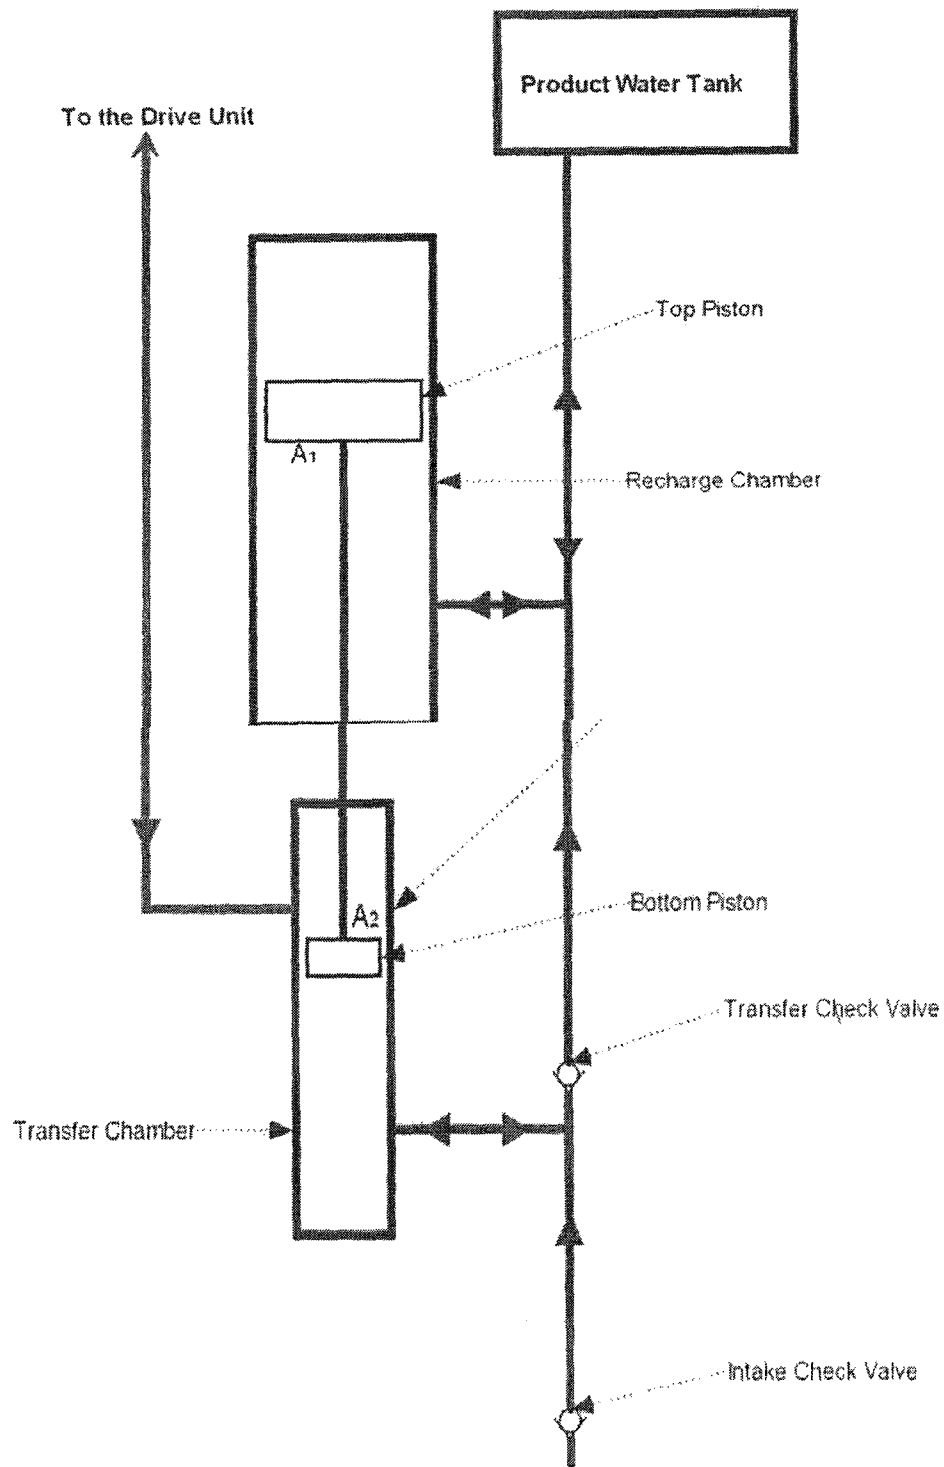 Product Water Tank
To the Drive Unit
Top Piston
A1
Recharge Chamber
A2
Bottom Piston
Transfer Check Valve
Transfer Chamber
Intake Check Valve